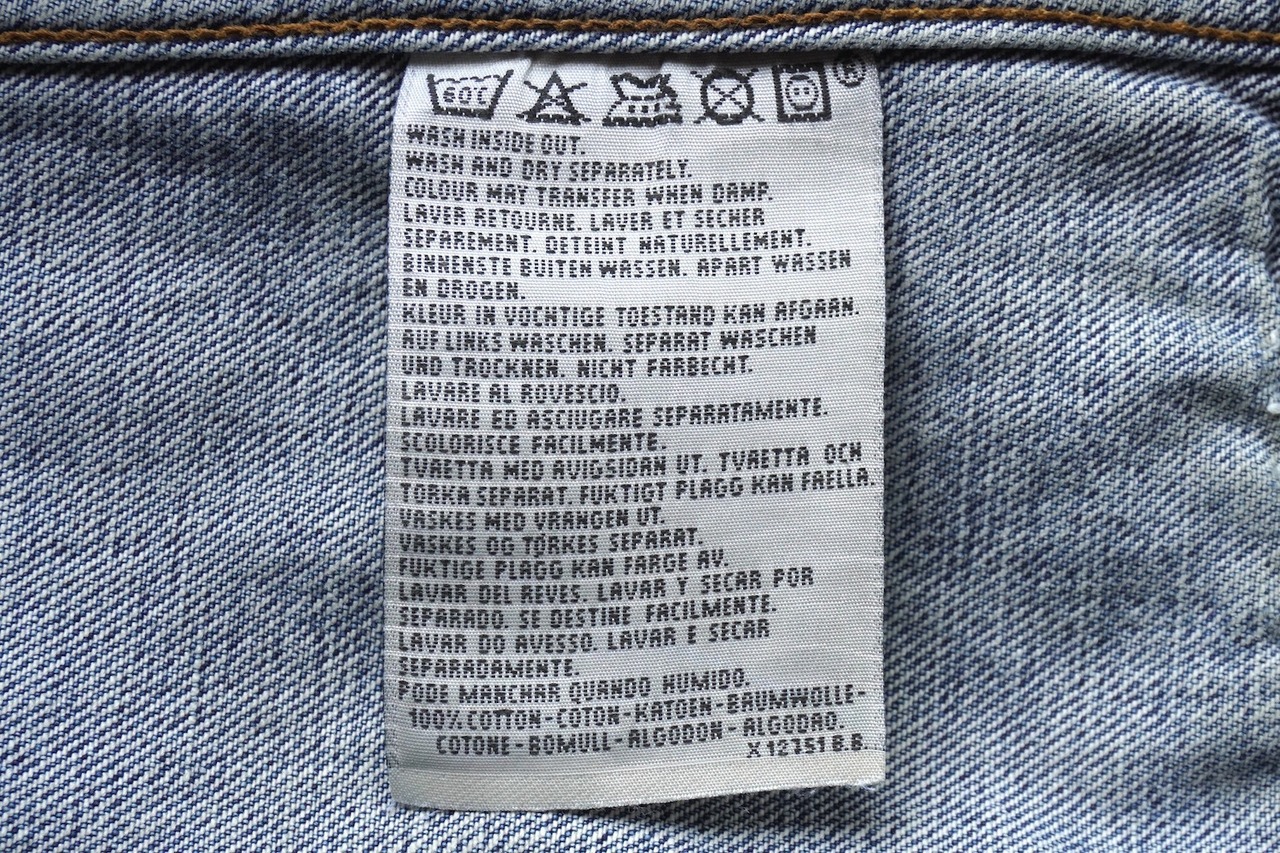 60C
®
WASH INSIDE OUT.
WASH AND DRY SEPARATELY.
COLOUR MAY TRANSFER WHEN DAMP.
LAVER RETOURNE. LAVER ET SECHER
SEPAREMENT. DETEINT NATURELLEMENT.
BINNENSTE BUITEN WASSEN. APART WASSEN
EN DROGEN.
KLEUR IN VOCHTIGE TOESTAND KAN AFGAAN.
AUF LINKS WASCHEN. SEPARAT WASCHEN
UND TROCKNEN. NICHT FARBECHT.
LAVARE AL ROVESCIO.
LAVARE ED ASCIUGARE SEPARATAMENTE.
SCOLORISCE FACILMENTE.
TVAETTA MED AVIGSIDAN UT. TVAETTA OCH
TORKA SEPARAT. FUKTIGT PLAGG KAN FAELLA.
VASKES MED VRANGEN UT.
VASKES OG TØRKES SEPARAT.
FUKTIGE PLAGG KAN FARGE AV.
LAVAR DEL REVES. LAVAR Y SECAR POR
SEPARADO. SE DESTINE FACILMENTE.
LAVAR DO AVESSO. LAVAR E SECAR
SEPARADAMENTE.
PODE MANCHAR QUANDO HUMIDO.
100% COTTON-COTON-KATOEN-BAUMWOLLE-
COTONE-BOMULL-ALGODON-ALGODAO.
X 12751 B.B.